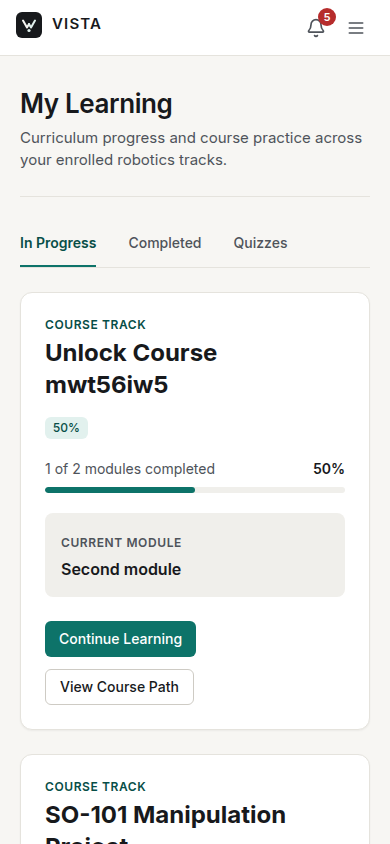 VISTA
5
My Learning
Curriculum progress and course practice across
your enrolled robotics tracks.
In Progress
Completed
Quizzes
COURSE TRACK
Unlock Course
mwt56iw5
50%
1 of 2 modules completed
50%
CURRENT MODULE
Second module
Continue Learning
View Course Path
COURSE TRACK
SO-101 Manipulation
Project